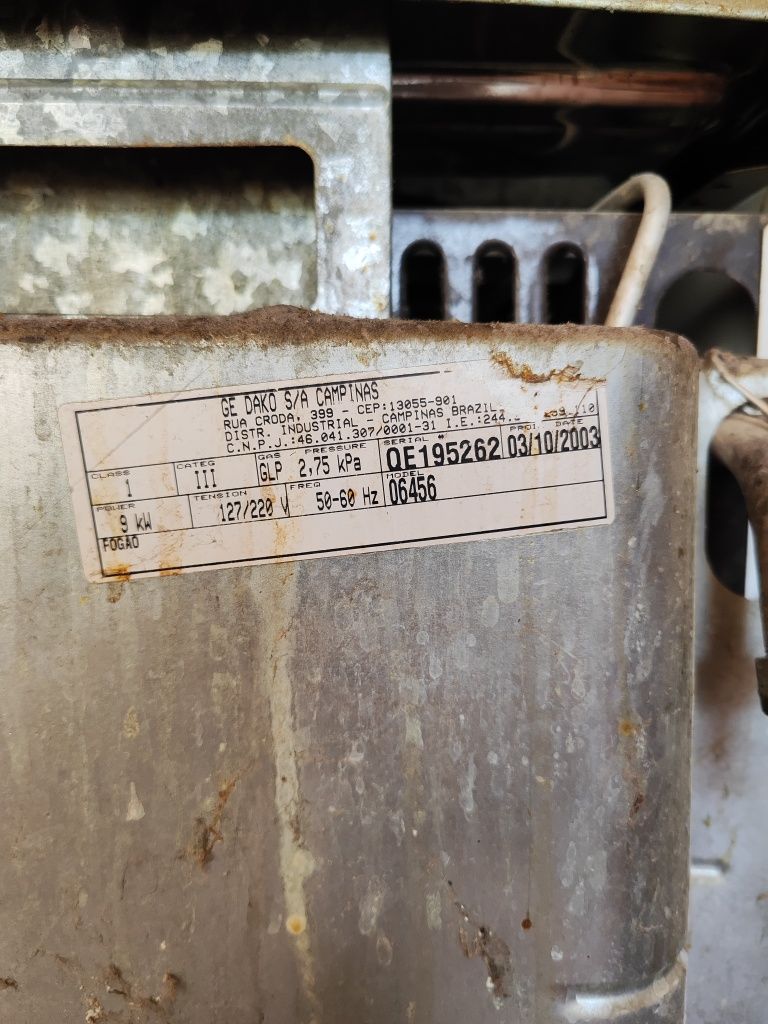 GE DAKO S/A CAMPINAS
RUA CRODA, 399 - CEP:13055-901
DISTR. INDUSTRIAL - CAMPINAS BRAZIL
C.N.P.J.:46.041.307/0001-31 I.E.:244.
CLASS 1 CATEG III GAS GLP PRESSURE 2,75 kPa SERIAL QE195262 DATE 03/10/2003
POWER 9 kW TENSION 127/220 V FREQ 50-60 Hz MODEL 06456
FOGAO